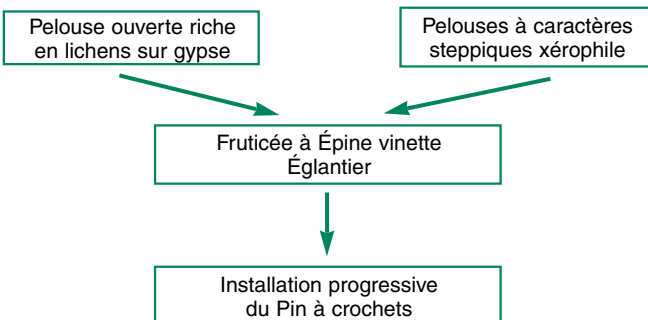 Pelouse ouverte riche
en lichens sur gypse
Pelouses à caractères
steppiques xérophile
Fruticée à Épine vinette
Églantier
Installation progressive
du Pin à crochets